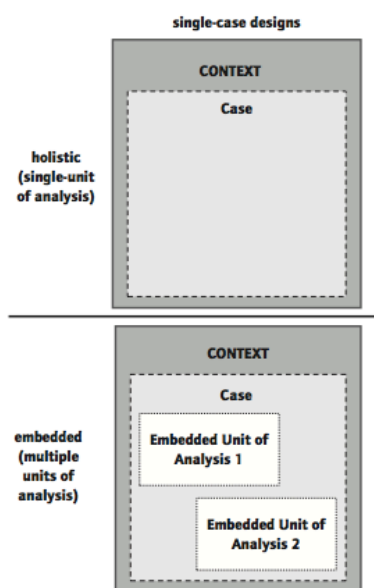 single-case designs
CONTEXT
Case
holistic
(single-unit
of analysis)
CONTEXT
Case
embedded
(multiple
units of
analysis)
Embedded Unit of
Analysis 1
Embedded Unit of
Analysis 2